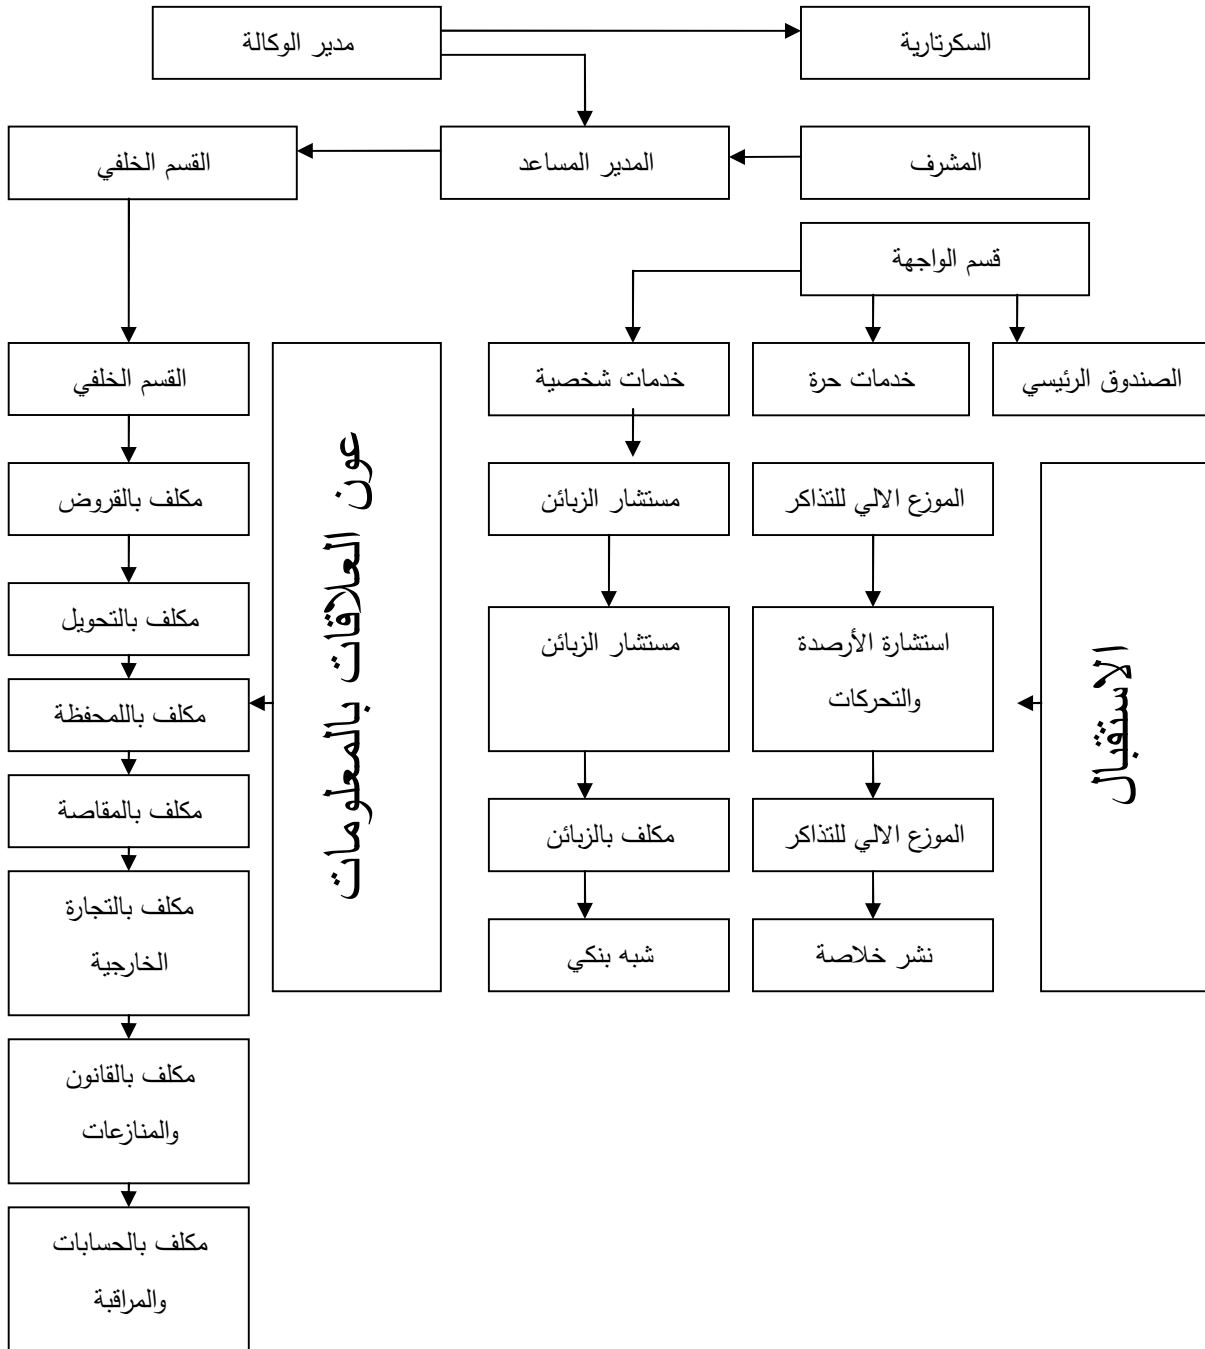 مدير الوكالة
السكرتارية
القسم الخلفي
المدير المساعد
المشرف
قسم الواجهة
القسم الخلفي
خدمات شخصية
خدمات حرة
الصندوق الرئيسي
عون العلاقات بالمعلومات
مكلف بالقروض
مستشار الزبائن
الموزع الالي للتذاكر
الاستقبال
مكلف بالتحويل
مستشار الزبائن
استشارة الأرصدة
والتحركات
مكلف باللمحفظة
مكلف بالمقاصة
مكلف بالزبائن
الموزع الالي للتذاكر
مكلف بالتجارة
الخارجية
شبه بنكي
نشر خلاصة
مكلف بالقانون
والمنازعات
مكلف بالحسابات
والمراقبة